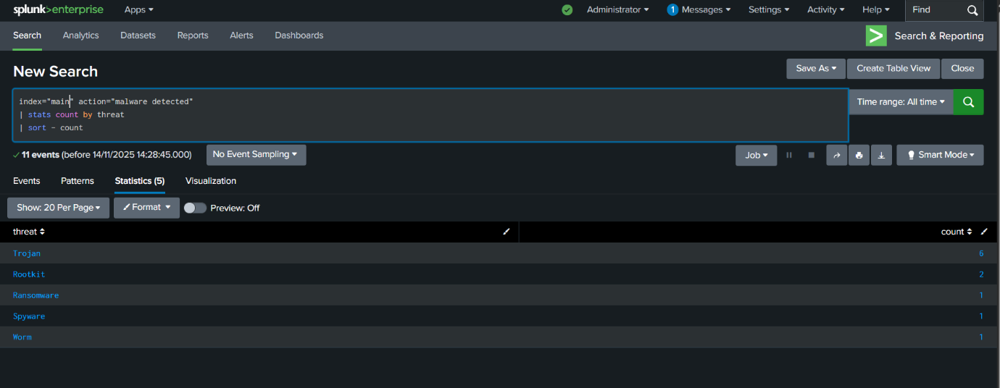 splunk>enterprise Apps Administrator 1 Messages Settings Activity Help Find
Search Analytics Datasets Reports Alerts Dashboards > Search & Reporting
New Search Save As Create Table View Close
index="main" action="malware detected" Time range: All time
| stats count by threat
| sort - count
11 events (before 14/11/2025 14:28:45.000) No Event Sampling Job Smart Mode
Events Patterns Statistics (5) Visualization
Show: 20 Per Page Format Preview: Off
threat count
Trojan 6
Rootkit 2
Ransomware 1
Spyware 1
Worm 1